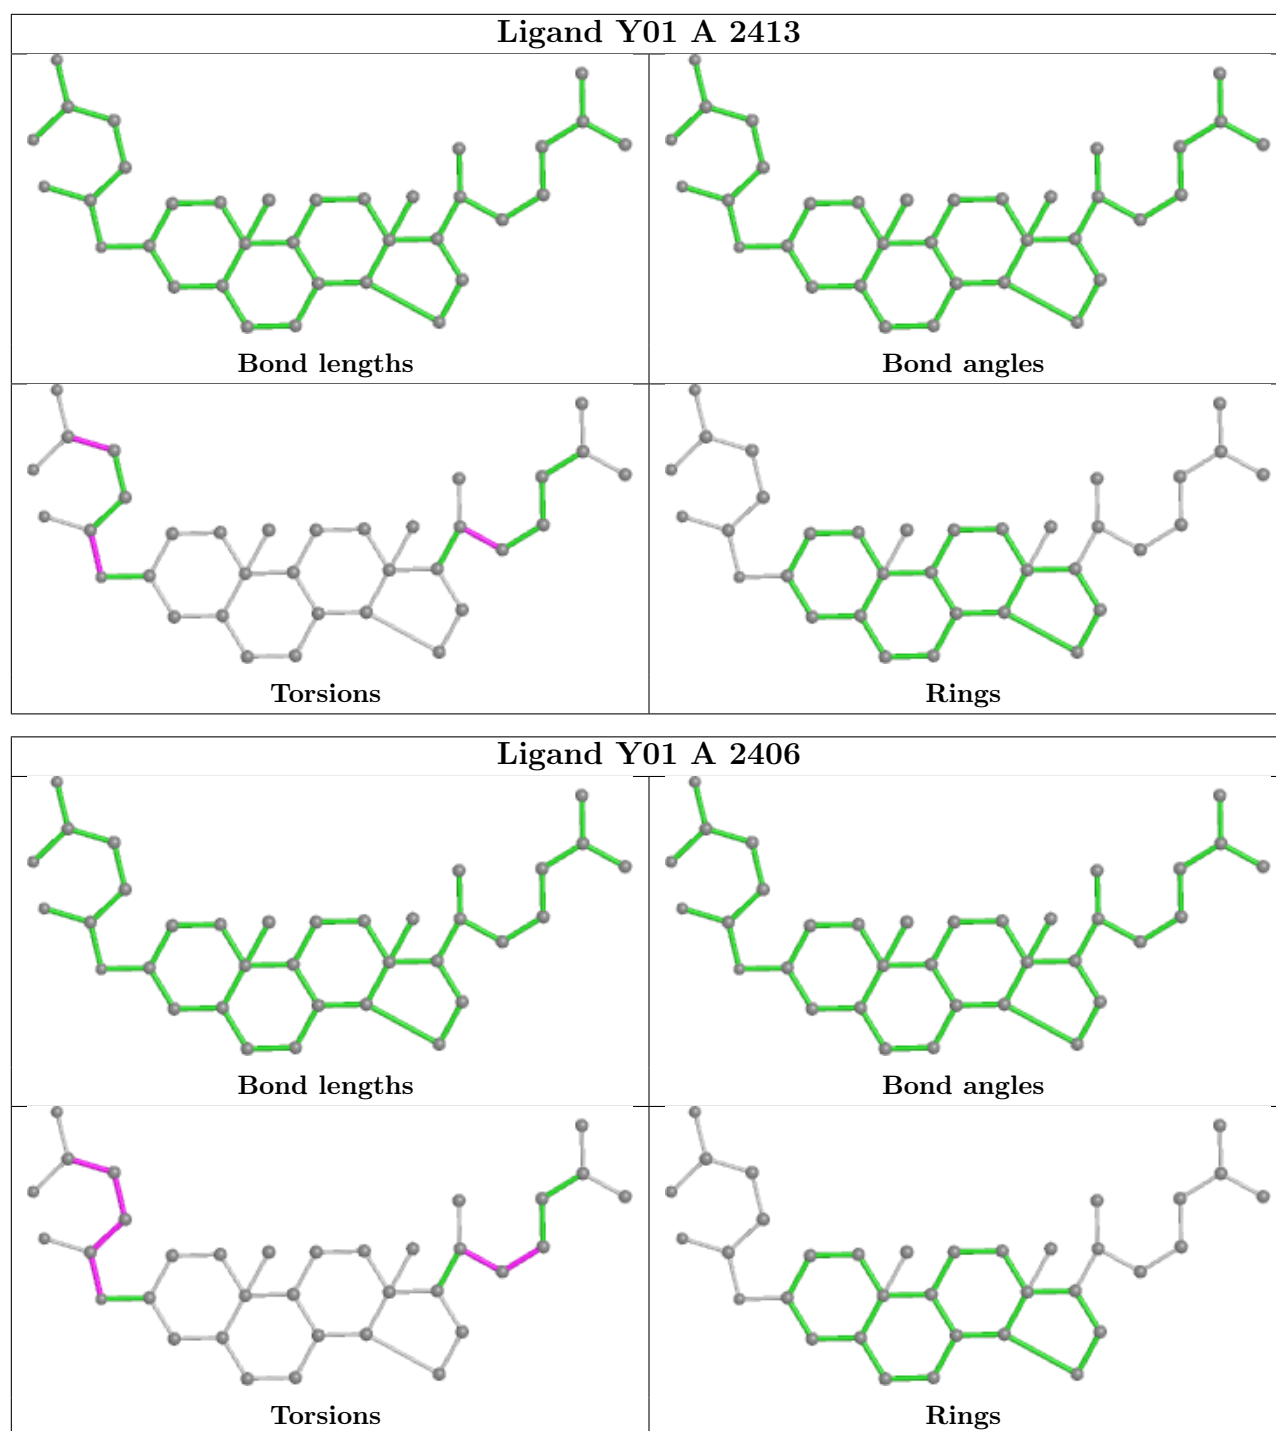 Ligand Y01 A 2413
Bond lengths
Bond angles
Torsions
Rings
Ligand Y01 A 2406
Bond lengths
Bond angles
Torsions
Rings